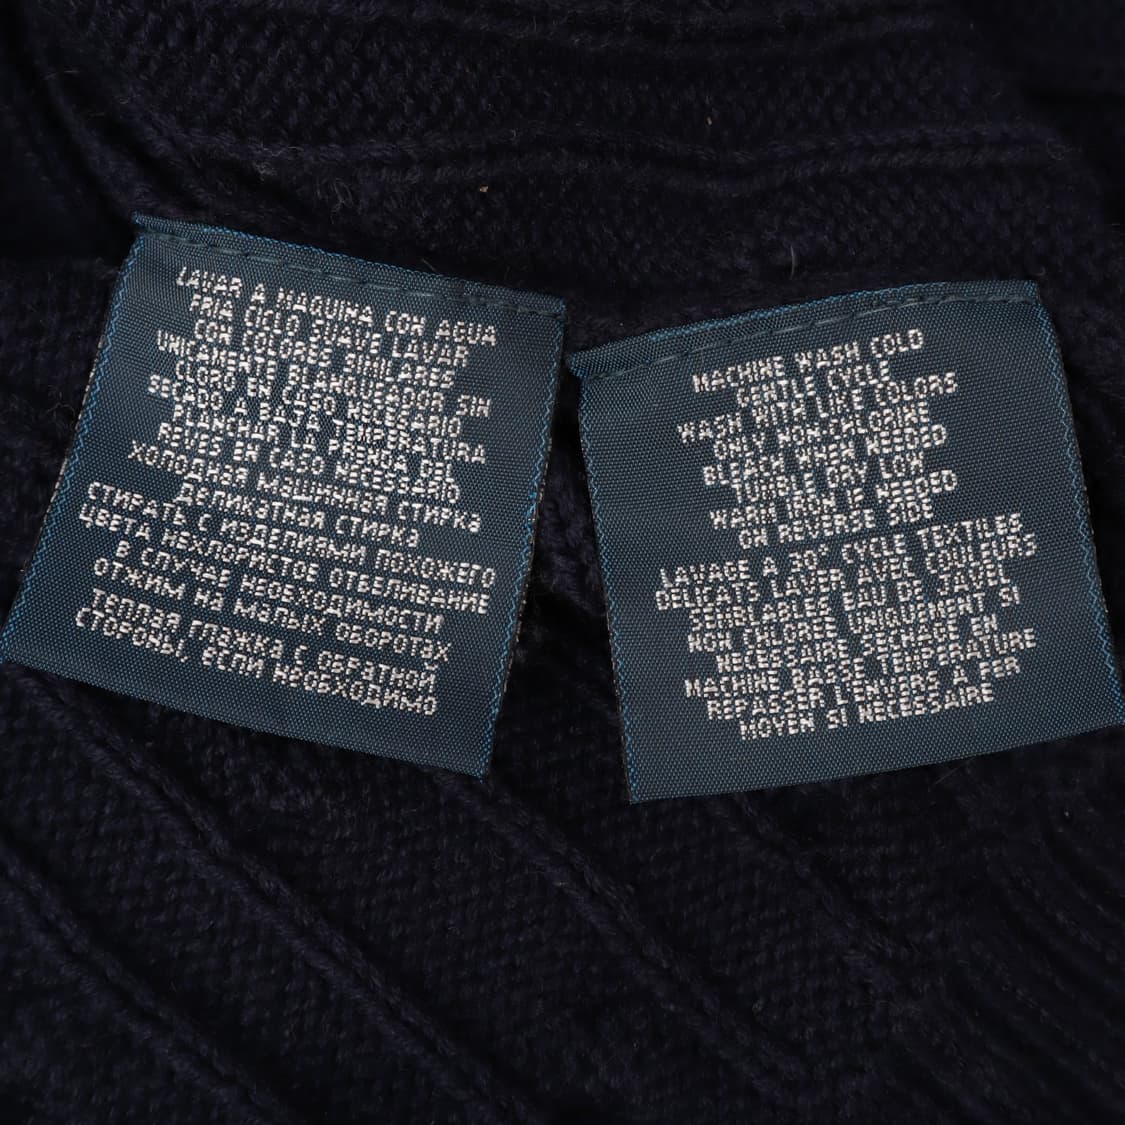 LAVAR A MAQUINA CON AGUA
FRIA CICLO SUAVE LAVAR
CON COLORES SIMILARES
UNICAMENTE BLANQUEADOR SIN
CLORO EN CASO NECESARIO
SECADO A BAJA TEMPERATURA
PLANCHAR LA PRENDA DEL
REVES EN CASO NECESSARIO
ХОЛОДНАЯ МАШИЧНАЯ СТИРКА
ДЕЛИКАТНАЯ СТИРКА
СТИРАТЬ С ИЗДЕЛИЯМИ ПОХОЖЕГО
ЦВЕТА НЕХЛОРИСТОЕ ОТБЕЛИВАНИЕ
В СЛУЧАЕ НЕОБХОДИМОСТИ
ОТЖИМ НА МАЛЫХ ОБОРОТАХ
ТЕПЛАЯ ГЛАЖКА С ОБРАТНОЙ
СТОРОНЫ, ЕСЛИ НЕОБХОДИМО
MACHINE WASH COLD
GENTLE CYCLE
WASH WITH LIKE COLORS
ONLY NON-CHLORINE
BLEACH WHEN NEEDED
TUMBLE DRY LOW
WARM IRON IF NEEDED
ON REVERSE SIDE
LAVAGE A 30° CYCLE TEXTILES
DELICATS LAVER AVEC COULEURS
SEMBLABLES EAU DE JAVEL
NON CHLOREE UNIQUEMENT SI
NECESSAIRE SECHAGE EN
MACHINE BASSE TEMPERATURE
REPASSER L'ENVERS A FER
MOYEN SI NECESSAIRE